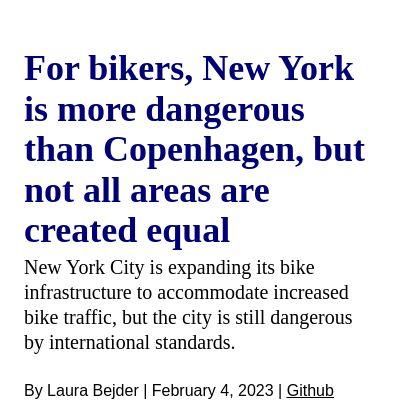 For bikers, New York
is more dangerous
than Copenhagen, but
not all areas are
created equal
New York City is expanding its bike
infrastructure to accommodate increased
bike traffic, but the city is still dangerous
by international standards.
By Laura Bejder | February 4, 2023 | Github